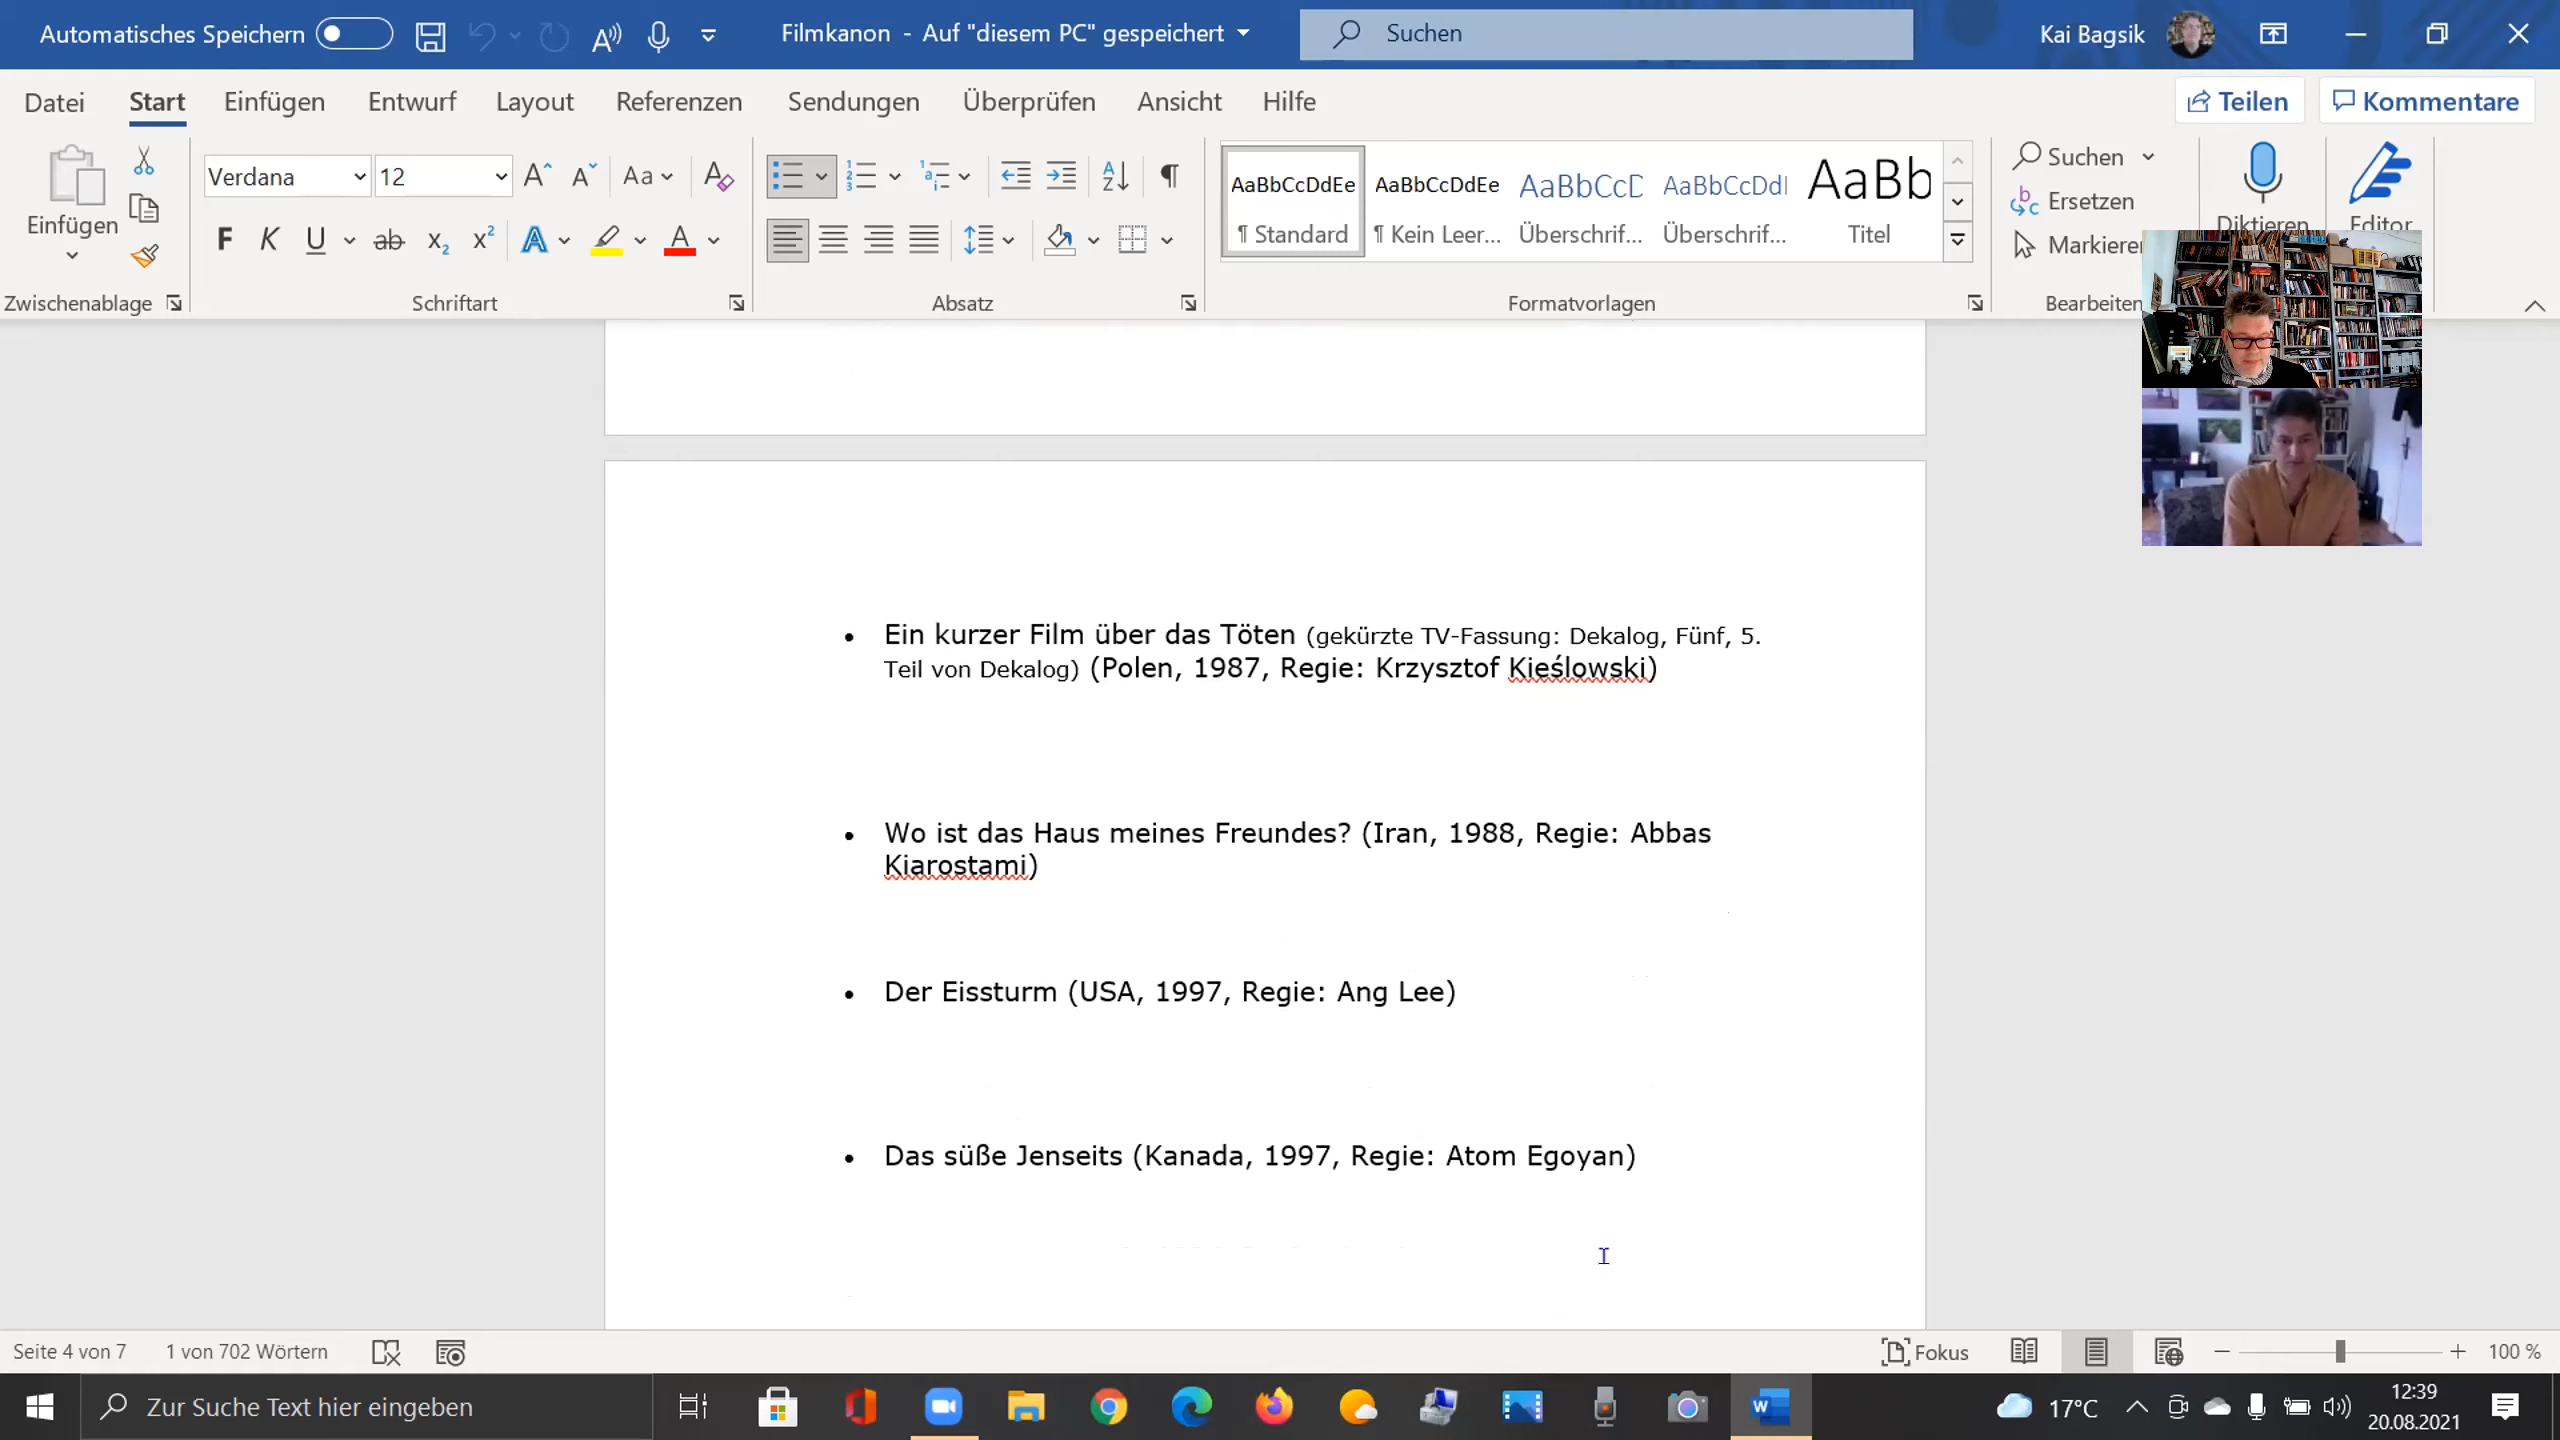 Automatisches Speichern
Filmkanon - Auf "diesem PC" gespeichert
Suchen
Kai Bagsik
Datei Start Einfügen Entwurf Layout Referenzen Sendungen Überprüfen Ansicht Hilfe
Teilen Kommentare
Verdana 12
Einfügen
AaBbCcDdEe AaBbCcDdEe AaBbCcD AaBbCcDdI AaBb
¶ Standard ¶ Kein Leer... Überschrif... Überschrif... Titel
Suchen
Ersetzen
Markieren
Diktieren Editor
Zwischenablage Schriftart Absatz Formatvorlagen Bearbeiten
• Ein kurzer Film über das Töten (gekürzte TV-Fassung: Dekalog, Fünf, 5.
Teil von Dekalog) (Polen, 1987, Regie: Krzysztof Kieślowski)
• Wo ist das Haus meines Freundes? (Iran, 1988, Regie: Abbas
Kiarostami)
• Der Eissturm (USA, 1997, Regie: Ang Lee)
• Das süße Jenseits (Kanada, 1997, Regie: Atom Egoyan)
Seite 4 von 7 1 von 702 Wörtern
Fokus
100 %
Zur Suche Text hier eingeben
17°C
12:39
20.08.2021